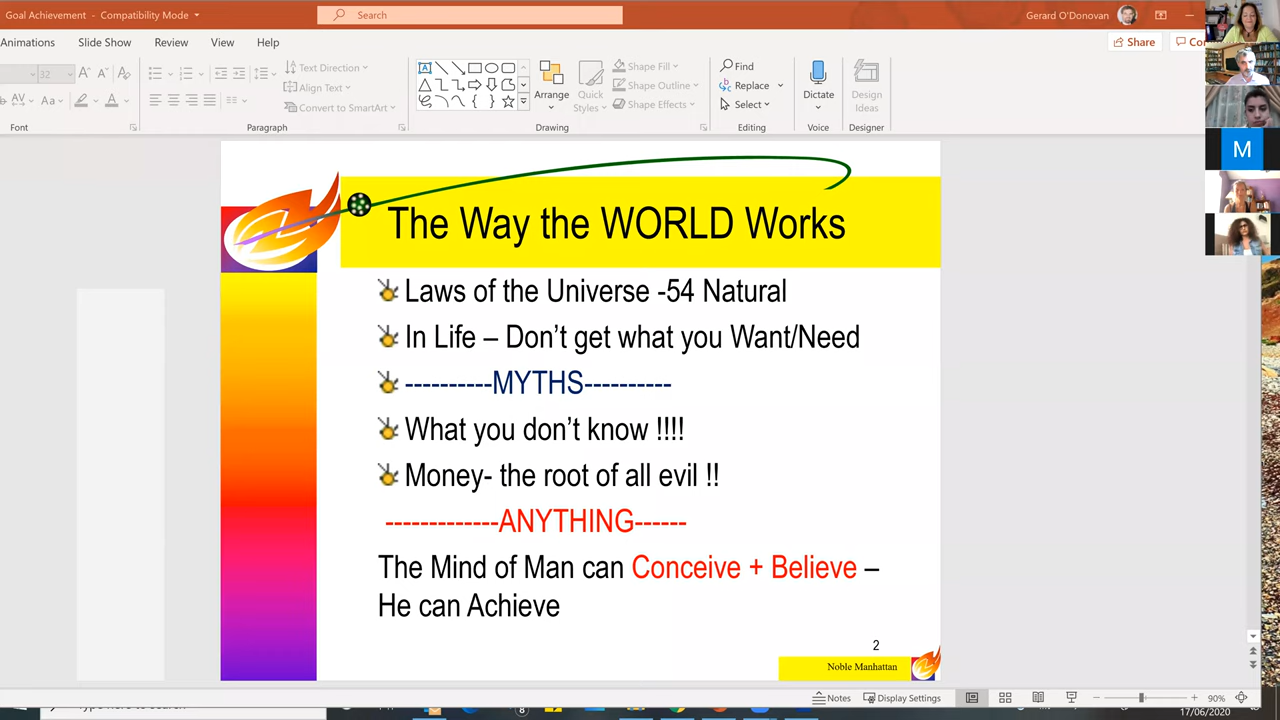 Goal Achievement - Compatibility Mode
Search
Gerard O'Donovan
Animations
Slide Show
Review
View
Help
Share
32
Text Direction
Align Text
Convert to SmartArt
Aa
Arrange
Quick Styles
Shape Fill
Shape Outline
Shape Effects
Find
Replace
Select
Dictate
Design Ideas
Font
Paragraph
Drawing
Editing
Voice
Designer
M
The Way the WORLD Works
Laws of the Universe -54 Natural
In Life – Don't get what you Want/Need
----------MYTHS----------
What you don't know !!!!
Money- the root of all evil !!
-------------ANYTHING------
The Mind of Man can Conceive + Believe –
He can Achieve
2
Noble Manhattan
Notes
Display Settings
90%
17/06/2020